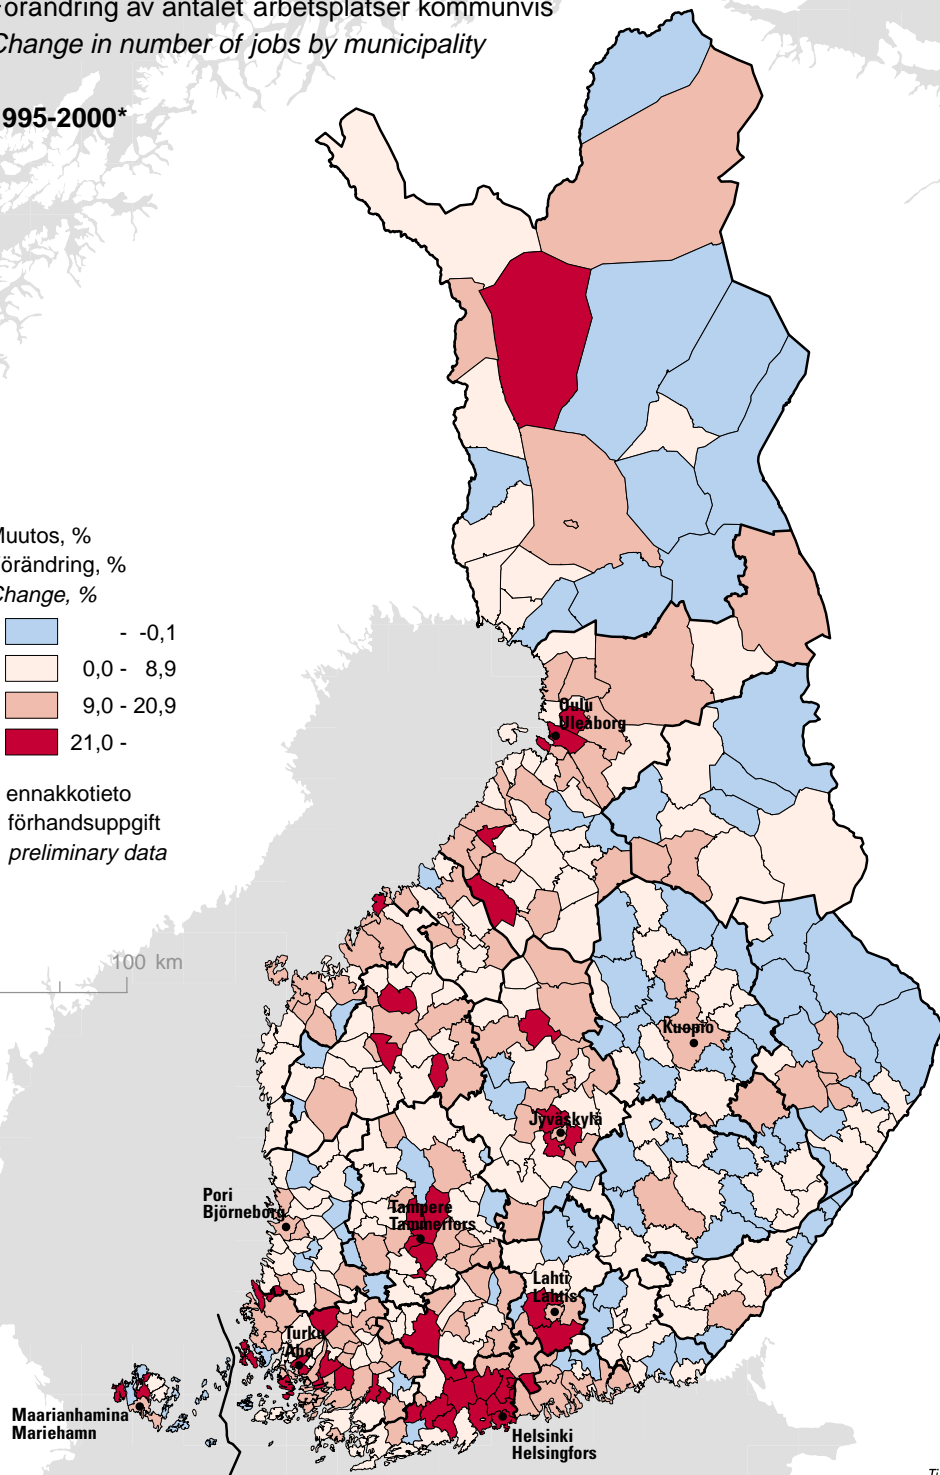 Förändring av antalet arbetsplatser kommunvis
Change in number of jobs by municipality
995-2000*
Muutos, %
Förändring, %
Change, %
- -0,1
0,0 - 8,9
9,0 - 20,9
21,0 -
ennakkotieto
förhandsuppgift
preliminary data
100 km
Oulu
Uleåborg
Kuopio
Jyväskylä
Pori
Björneborg
Tampere
Tammerfors
Lahti
Lahtis
Turku
Åbo
Maarianhamina
Mariehamn
Helsinki
Helsingfors